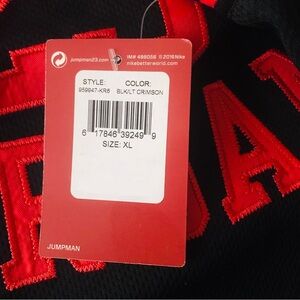 jumpman23.com
IM# 489056 © 2016 Nike
nikebetterworld.com
STYLE: COLOR:
959947-KR6 BLK/LT CRIMSON
6 17846 39249 9
SIZE: XL
JUMPMAN